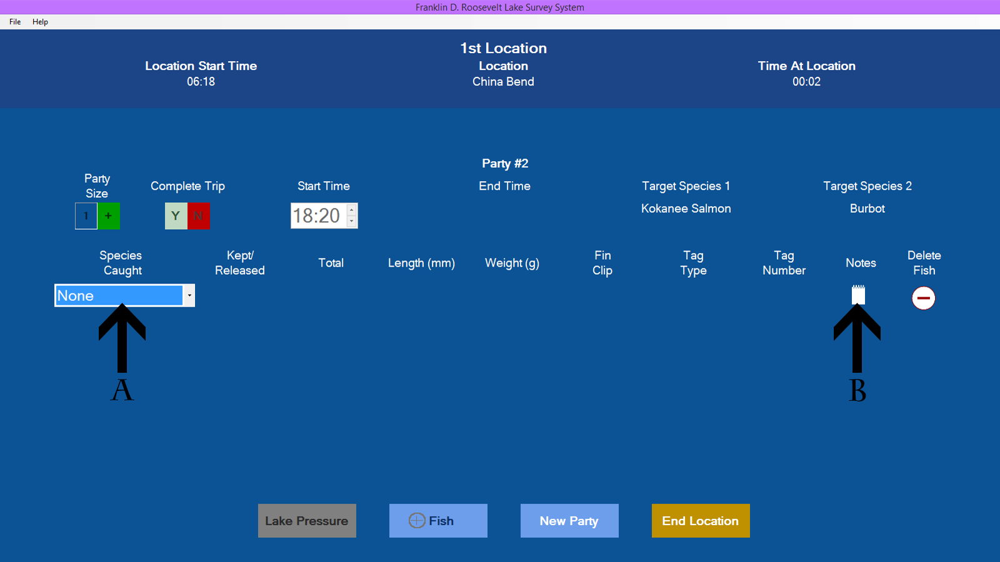 Franklin D. Roosevelt Lake Survey System
File Help
1st Location
Location Start Time Location Time At Location
06:18 China Bend 00:02
Party #2
Party
Size Complete Trip Start Time End Time Target Species 1 Target Species 2
1 + Y N 18:20 Kokanee Salmon Burbot
Species
Caught
Kept/
Released
Total
Length (mm)
Weight (g)
Fin
Clip
Tag
Type
Tag
Number
Notes
Delete
Fish
None
A B
Lake Pressure Fish New Party End Location